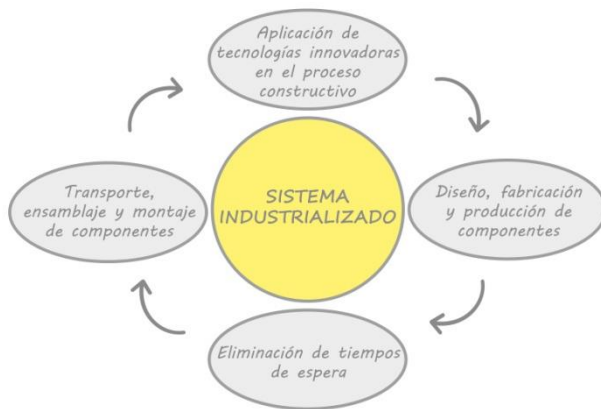 Aplicación de
tecnologías innovadoras
en el proceso
constructivo
Transporte,
ensamblaje y montaje
de componentes
SISTEMA
INDUSTRIALIZADO
Diseño, fabricación
y producción de
componentes
Eliminación de tiempos
de espera